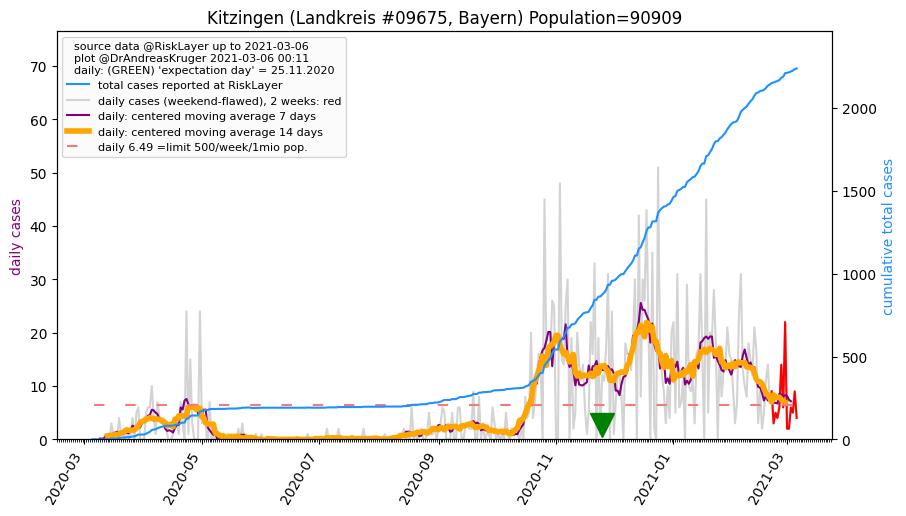 Kitzingen (Landkreis #09675, Bayern) Population=90909
source data @RiskLayer up to 2021-03-06
plot @DrAndreasKruger 2021-03-06 00:11
daily: (GREEN) 'expectation day' = 25.11.2020
total cases reported at RiskLayer
daily cases (weekend-flawed), 2 weeks: red
daily: centered moving average 7 days
daily: centered moving average 14 days
daily 6.49 =limit 500/week/1mio pop.
daily cases
70
60
50
40
30
20
10
0
cumulative total cases
2000
1500
1000
500
0
2020-03
2020-05
2020-07
2020-09
2020-11
2021-01
2021-03